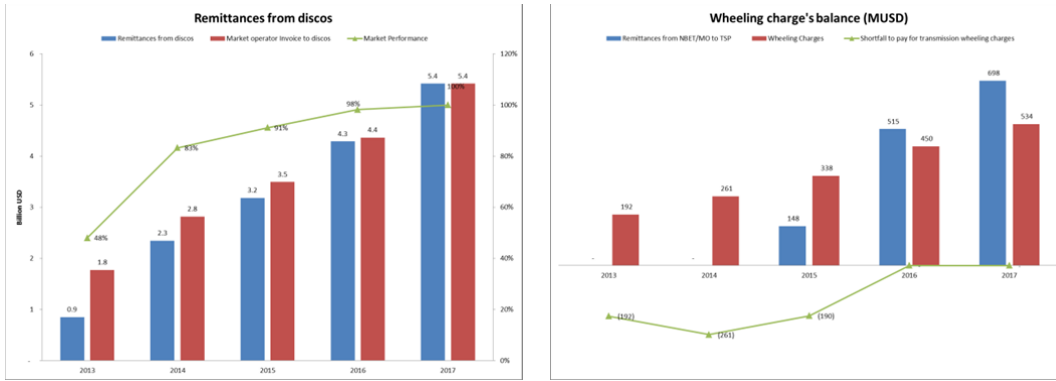 Remittances from discos
Remittances from discos Market operator Invoice to discos Market Performance
6 120%
5.4 5.4
100%
5 100%
98%
4.3 4.4
91%
4 83% 80%
3.5
3.2
Billion USD
3 2.8 60%
48% 2.3
2 1.8 40%
1 0.9 20%
- 0%
2013 2014 2015 2016 2017
Wheeling charge's balance (MUSD)
Remittances from NBET/MO to TSP Wheeling Charges Shortfall to pay for transmission wheeling charges
698
515 534
450
338
261
192
148
- -
2013 2014 2015 2016 2017
(192) (261) (190)